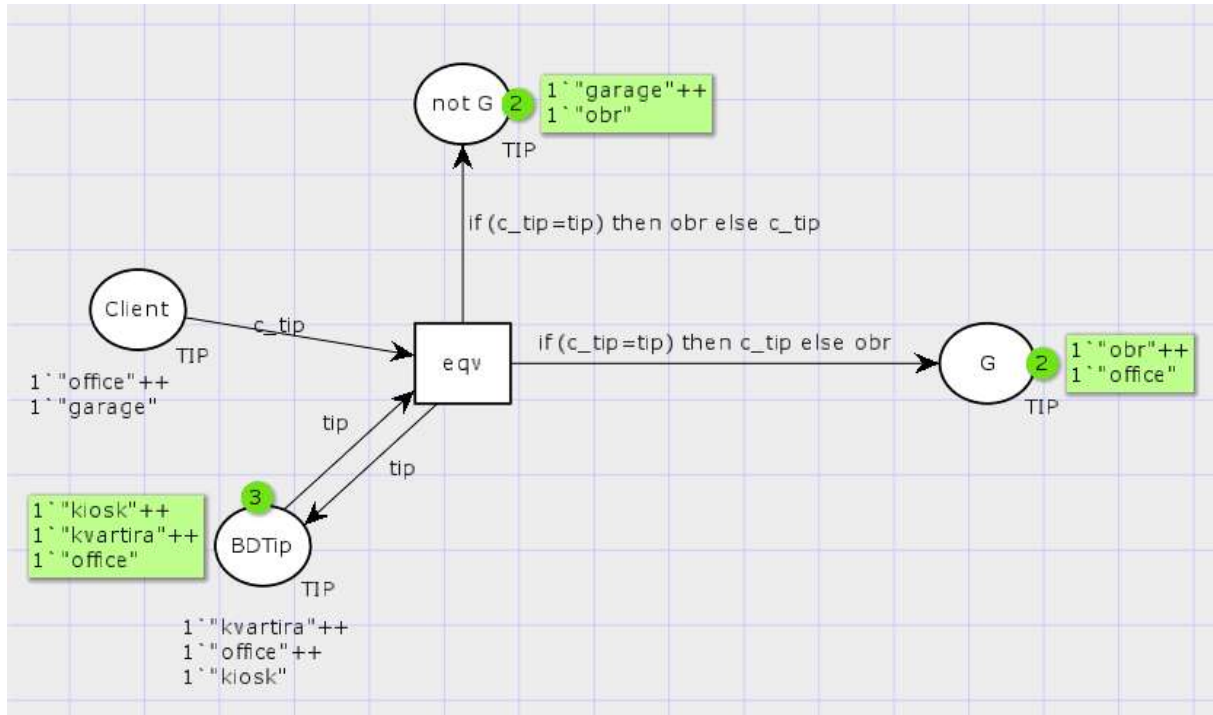 not G
2
1`"garage"++
1`"obr"
TIP
if (c_tip=tip) then obr else c_tip
Client
TIP
1`"office"++
1`"garage"
c_tip
eqv
if (c_tip=tip) then c_tip else obr
G
2
1`"obr"++
1`"office"
TIP
tip
tip
3
1`"kiosk"++
1`"kvartira"++
1`"office"
BDTip
TIP
1`"kvartira"++
1`"office"++
1`"kiosk"